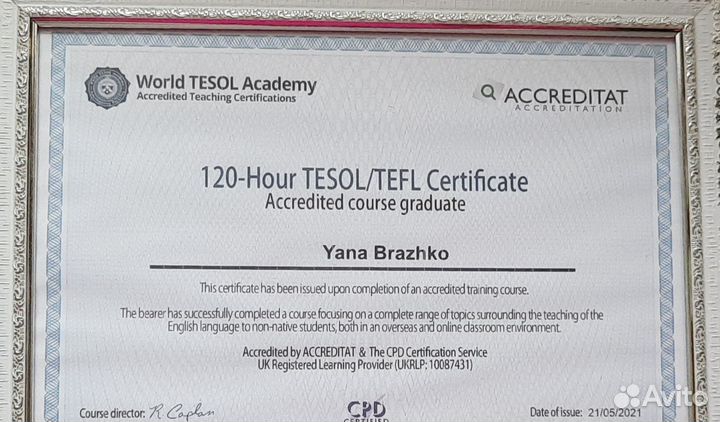 World TESOL Academy
Accredited Teaching Certifications
ACCREDITAT
ACCREDITATION
120-Hour TESOL/TEFL Certificate
Accredited course graduate
Yana Brazhko
This certificate has been issued upon completion of an accredited training course.
The bearer has successfully completed a course focusing on a complete range of topics surrounding the teaching of the
English language to non-native students, both in an overseas and online classroom environment.
Accredited by ACCREDITAT & The CPD Certification Service
UK Registered Learning Provider (UKRLP: 10087431)
Course director: R Caplan
CPD
CERTIFIED
Date of issue: 21/05/2021
Avito